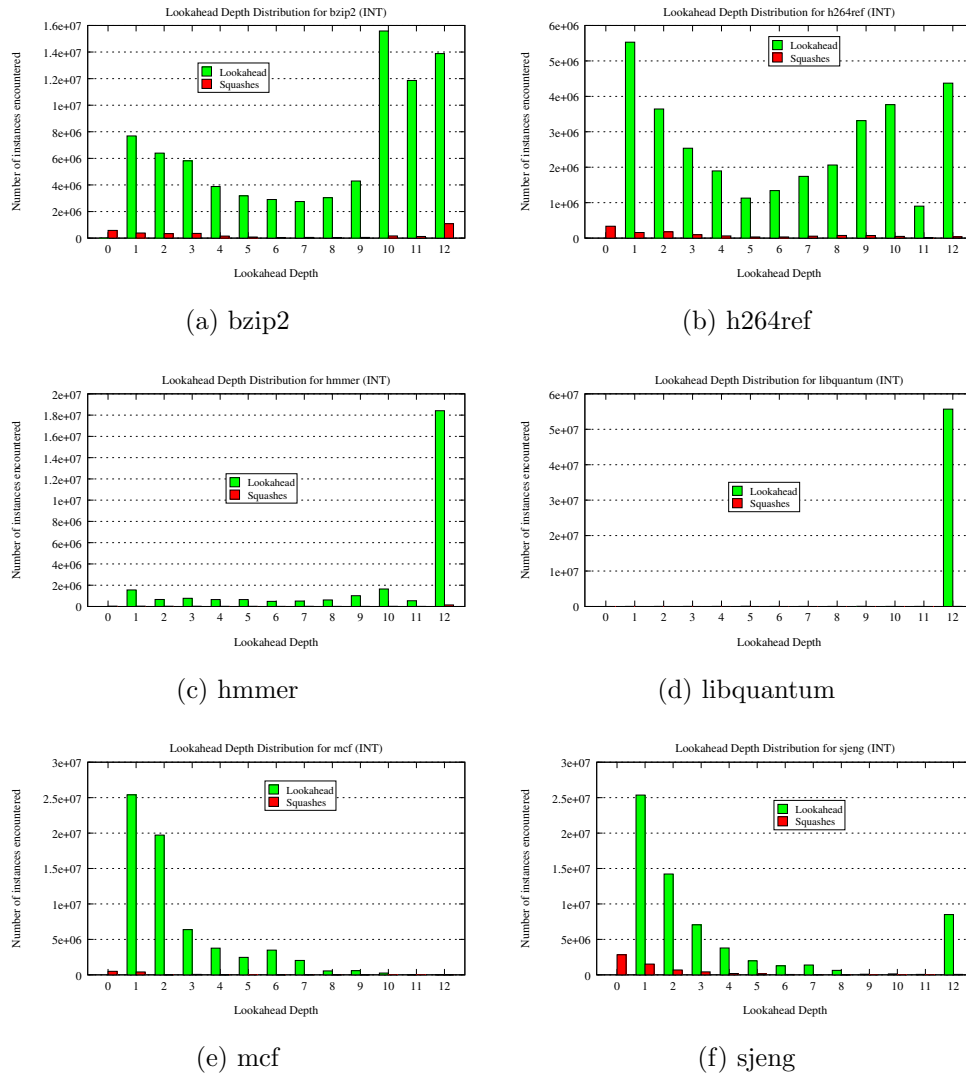 Lookahead Depth Distribution for bzip2 (INT)
Number of instances encountered
1.6e+07
1.4e+07
1.2e+07
1e+07
8e+06
6e+06
4e+06
2e+06
0
Lookahead
Squashes
0 1 2 3 4 5 6 7 8 9 10 11 12
Lookahead Depth
(a) bzip2
Lookahead Depth Distribution for h264ref (INT)
Number of instances encountered
6e+06
5e+06
4e+06
3e+06
2e+06
1e+06
0
Lookahead
Squashes
0 1 2 3 4 5 6 7 8 9 10 11 12
Lookahead Depth
(b) h264ref
Lookahead Depth Distribution for hmmer (INT)
Number of instances encountered
2e+07
1.8e+07
1.6e+07
1.4e+07
1.2e+07
1e+07
8e+06
6e+06
4e+06
2e+06
0
Lookahead
Squashes
0 1 2 3 4 5 6 7 8 9 10 11 12
Lookahead Depth
(c) hmmer
Lookahead Depth Distribution for libquantum (INT)
Number of instances encountered
6e+07
5e+07
4e+07
3e+07
2e+07
1e+07
0
Lookahead
Squashes
0 1 2 3 4 5 6 7 8 9 10 11 12
Lookahead Depth
(d) libquantum
Lookahead Depth Distribution for mcf (INT)
Number of instances encountered
3e+07
2.5e+07
2e+07
1.5e+07
1e+07
5e+06
0
Lookahead
Squashes
0 1 2 3 4 5 6 7 8 9 10 11 12
Lookahead Depth
(e) mcf
Lookahead Depth Distribution for sjeng (INT)
Number of instances encountered
3e+07
2.5e+07
2e+07
1.5e+07
1e+07
5e+06
0
Lookahead
Squashes
0 1 2 3 4 5 6 7 8 9 10 11 12
Lookahead Depth
(f) sjeng